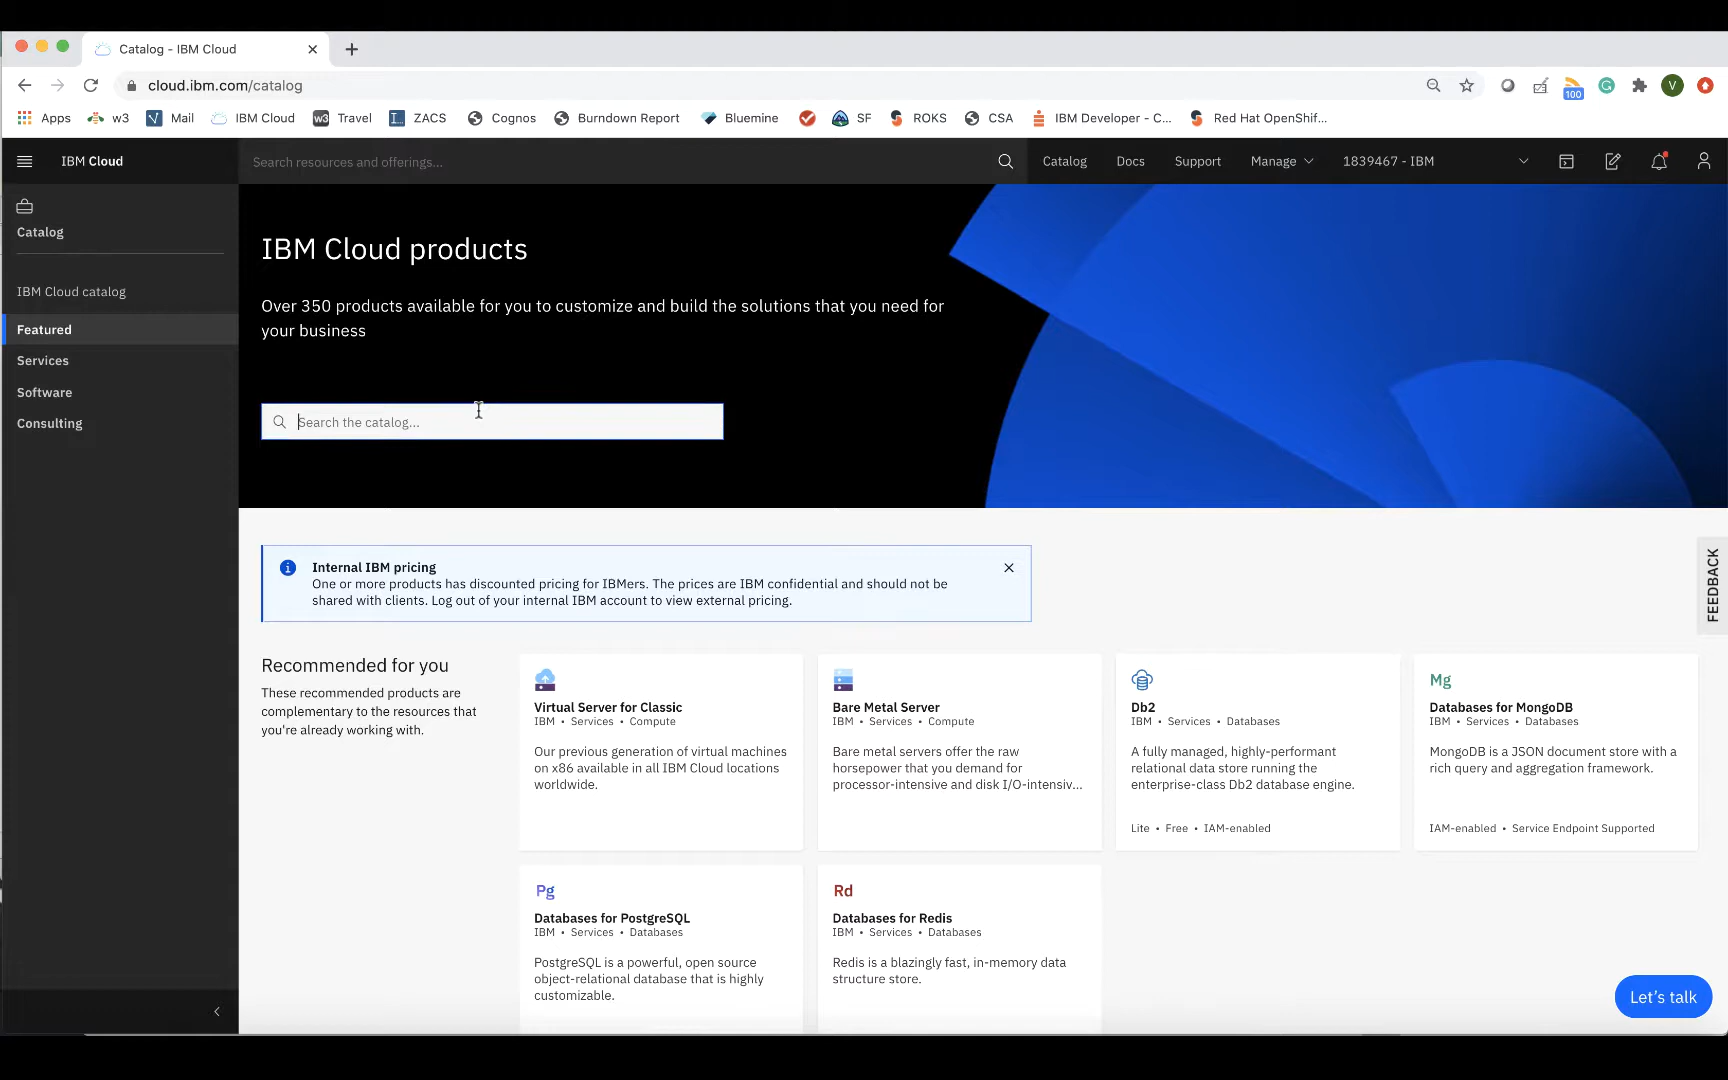 Catalog - IBM Cloud
cloud.ibm.com/catalog
100
V
Apps w3 Mail IBM Cloud w3 Travel ZACS Cognos Burndown Report Bluemine SF ROKS CSA IBM Developer - C... Red Hat OpenShif...
IBM Cloud
Search resources and offerings...
Catalog Docs Support Manage 1839467 - IBM
Catalog
IBM Cloud catalog
Featured
Services
Software
Consulting
IBM Cloud products
Over 350 products available for you to customize and build the solutions that you need for
your business
Search the catalog...
Internal IBM pricing
One or more products has discounted pricing for IBMers. The prices are IBM confidential and should not be
shared with clients. Log out of your internal IBM account to view external pricing.
FEEDBACK
Recommended for you
These recommended products are
complementary to the resources that
you're already working with.
Virtual Server for Classic
IBM • Services • Compute
Our previous generation of virtual machines
on x86 available in all IBM Cloud locations
worldwide.
Bare Metal Server
IBM • Services • Compute
Bare metal servers offer the raw
horsepower that you demand for
processor-intensive and disk I/O-intensiv...
Db2
IBM • Services • Databases
A fully managed, highly-performant
relational data store running the
enterprise-class Db2 database engine.
Lite • Free • IAM-enabled
Mg
Databases for MongoDB
IBM • Services • Databases
MongoDB is a JSON document store with a
rich query and aggregation framework.
IAM-enabled • Service Endpoint Supported
Pg
Databases for PostgreSQL
IBM • Services • Databases
PostgreSQL is a powerful, open source
object-relational database that is highly
customizable.
Rd
Databases for Redis
IBM • Services • Databases
Redis is a blazingly fast, in-memory data
structure store.
Let's talk